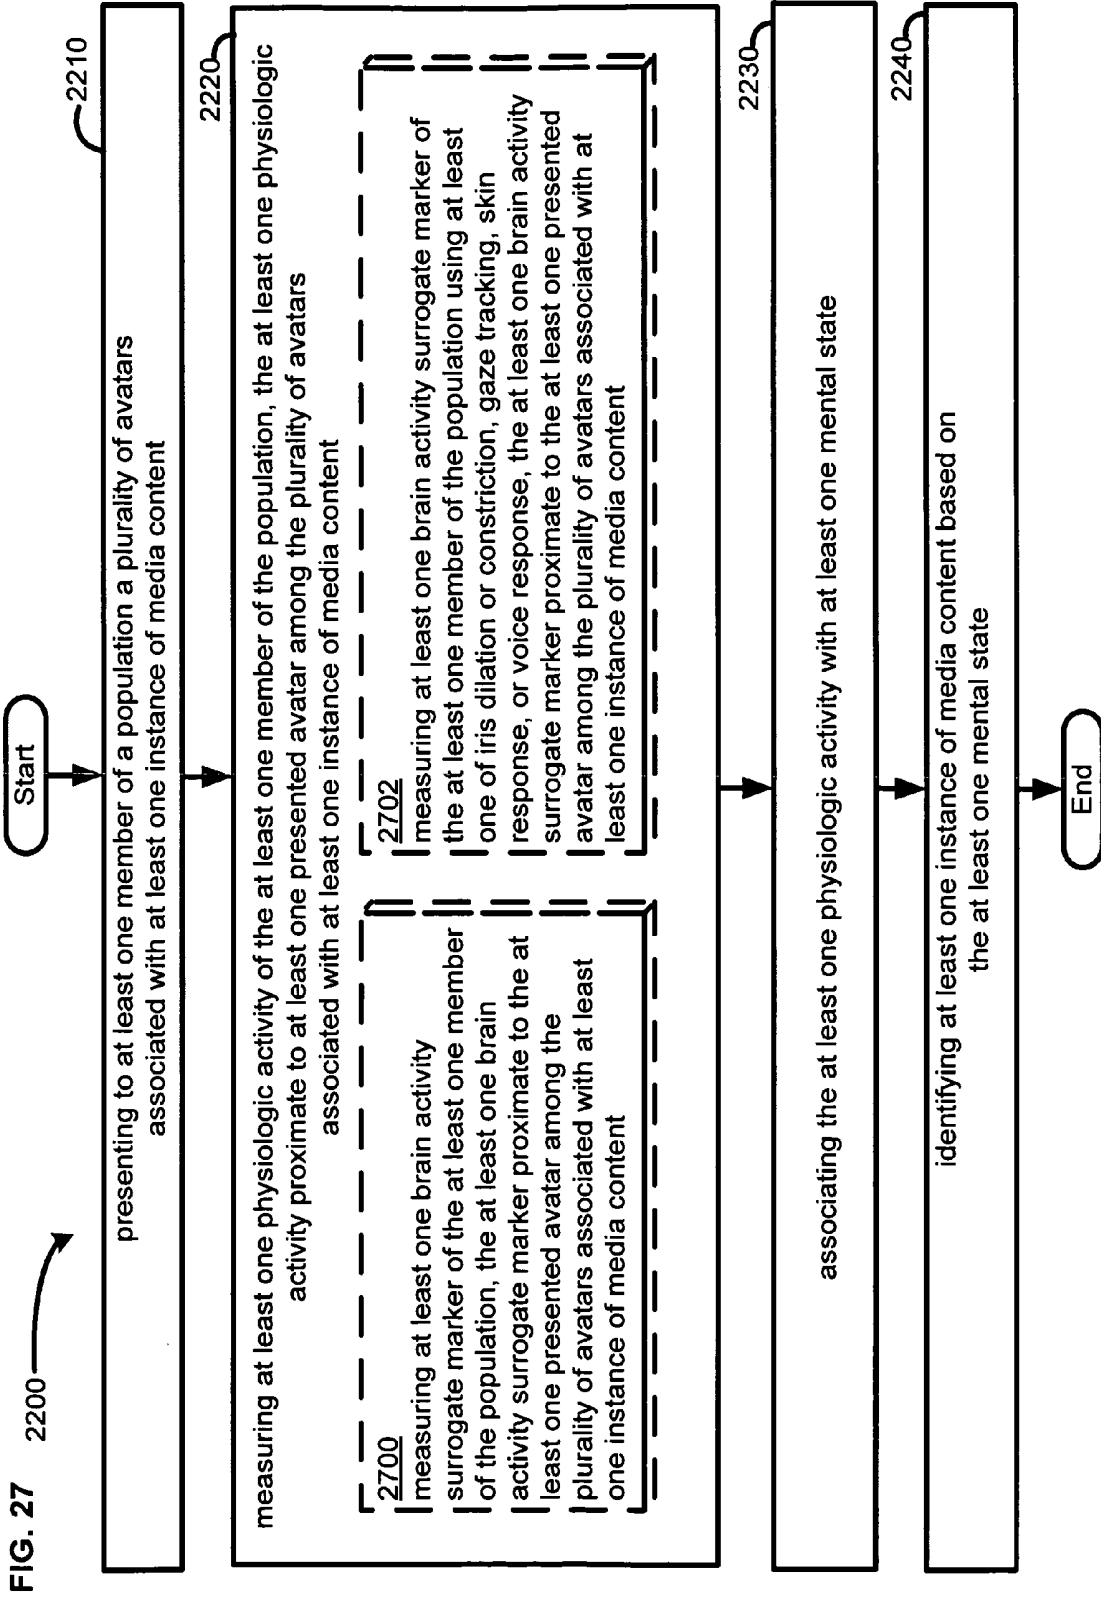 FIG. 27
2200
Start
2210
presenting to at least one member of a population a plurality of avatars
associated with at least one instance of media content
2220
measuring at least one physiologic activity of the at least one member of the population, the at least one physiologic
activity proximate to at least one presented avatar among the plurality of avatars
associated with at least one instance of media content
2700
measuring at least one brain activity
surrogate marker of the at least one member
of the population, the at least one brain
activity surrogate marker proximate to the at
least one presented avatar among the
plurality of avatars associated with at least
one instance of media content
2702
measuring at least one brain activity surrogate marker of
the at least one member of the population using at least
one of iris dilation or constriction, gaze tracking, skin
response, or voice response, the at least one brain activity
surrogate marker proximate to the at least one presented
avatar among the plurality of avatars associated with at
least one instance of media content
2230
associating the at least one physiologic activity with at least one mental state
2240
identifying at least one instance of media content based on
the at least one mental state
End